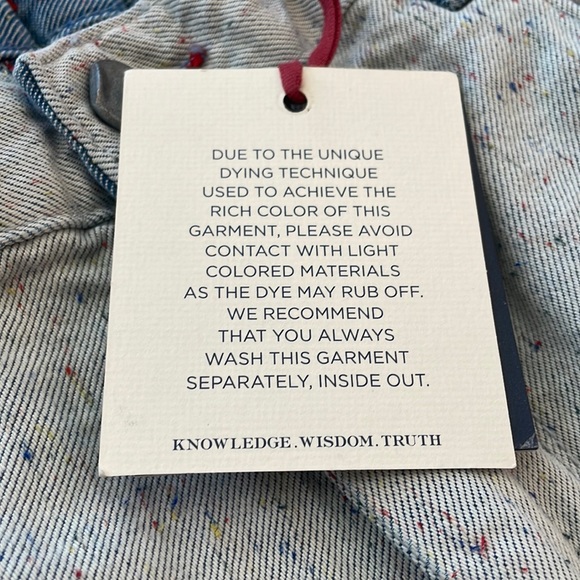 DUE TO THE UNIQUE
DYING TECHNIQUE
USED TO ACHIEVE THE
RICH COLOR OF THIS
GARMENT, PLEASE AVOID
CONTACT WITH LIGHT
COLORED MATERIALS
AS THE DYE MAY RUB OFF.
WE RECOMMEND
THAT YOU ALWAYS
WASH THIS GARMENT
SEPARATELY, INSIDE OUT.
KNOWLEDGE.WISDOM.TRUTH